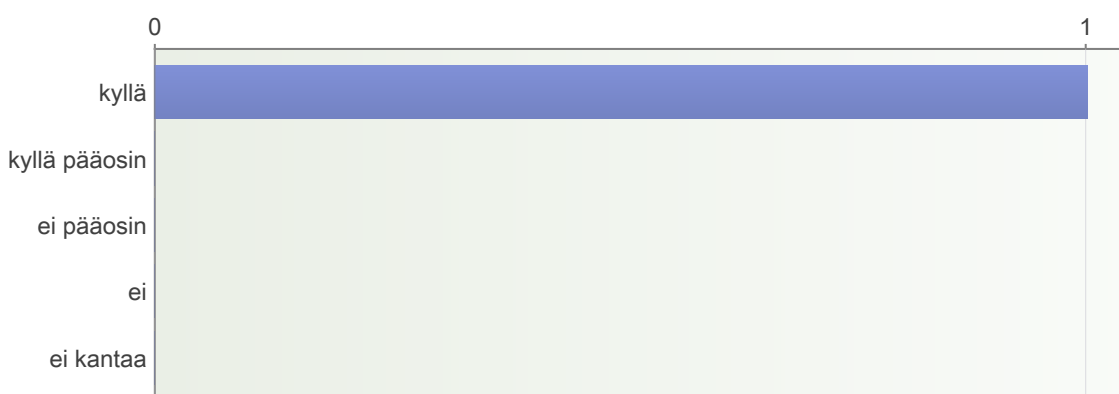 0 1
kyllä
kyllä pääosin
ei pääosin
ei
ei kantaa